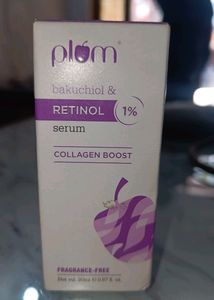 plum
bakuchiol &
RETINOL 1%
serum
COLLAGEN BOOST
FRAGRANCE-FREE